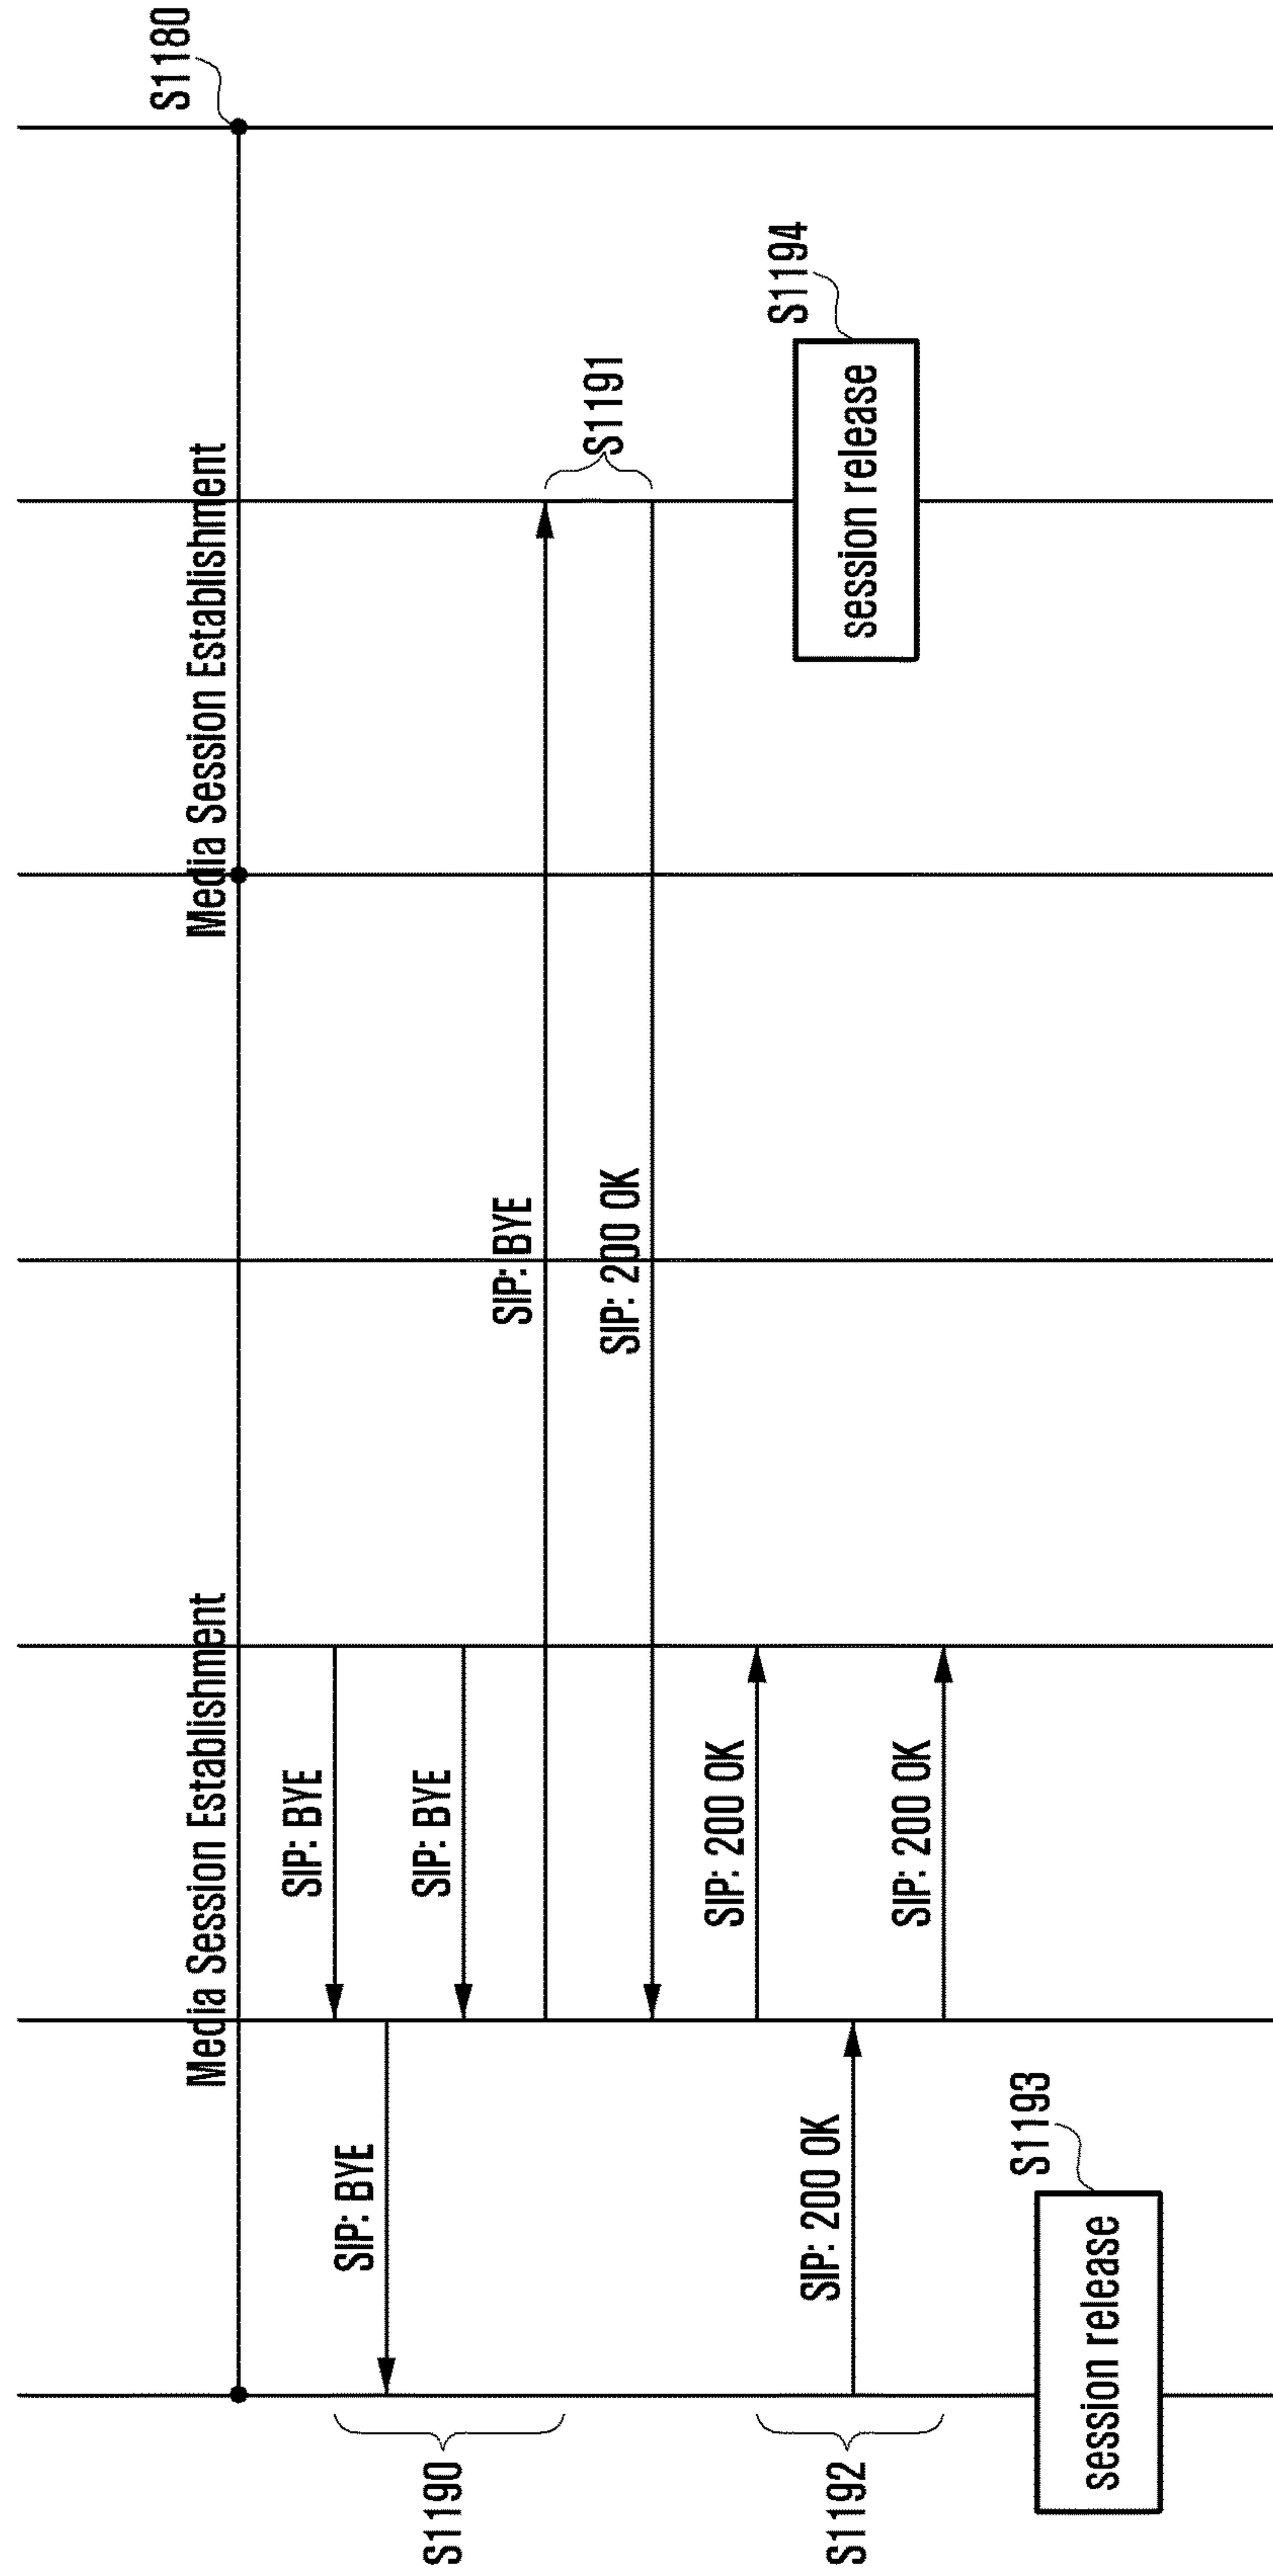 S1180
Media Session Establishment
Media Session Establishment
SIP: BYE
SIP: BYE
S1190
SIP: BYE
SIP: BYE
S1191
SIP: 200 OK
SIP: 200 OK
S1194
session release
S1192
SIP: 200 OK
SIP: 200 OK
S1193
session release